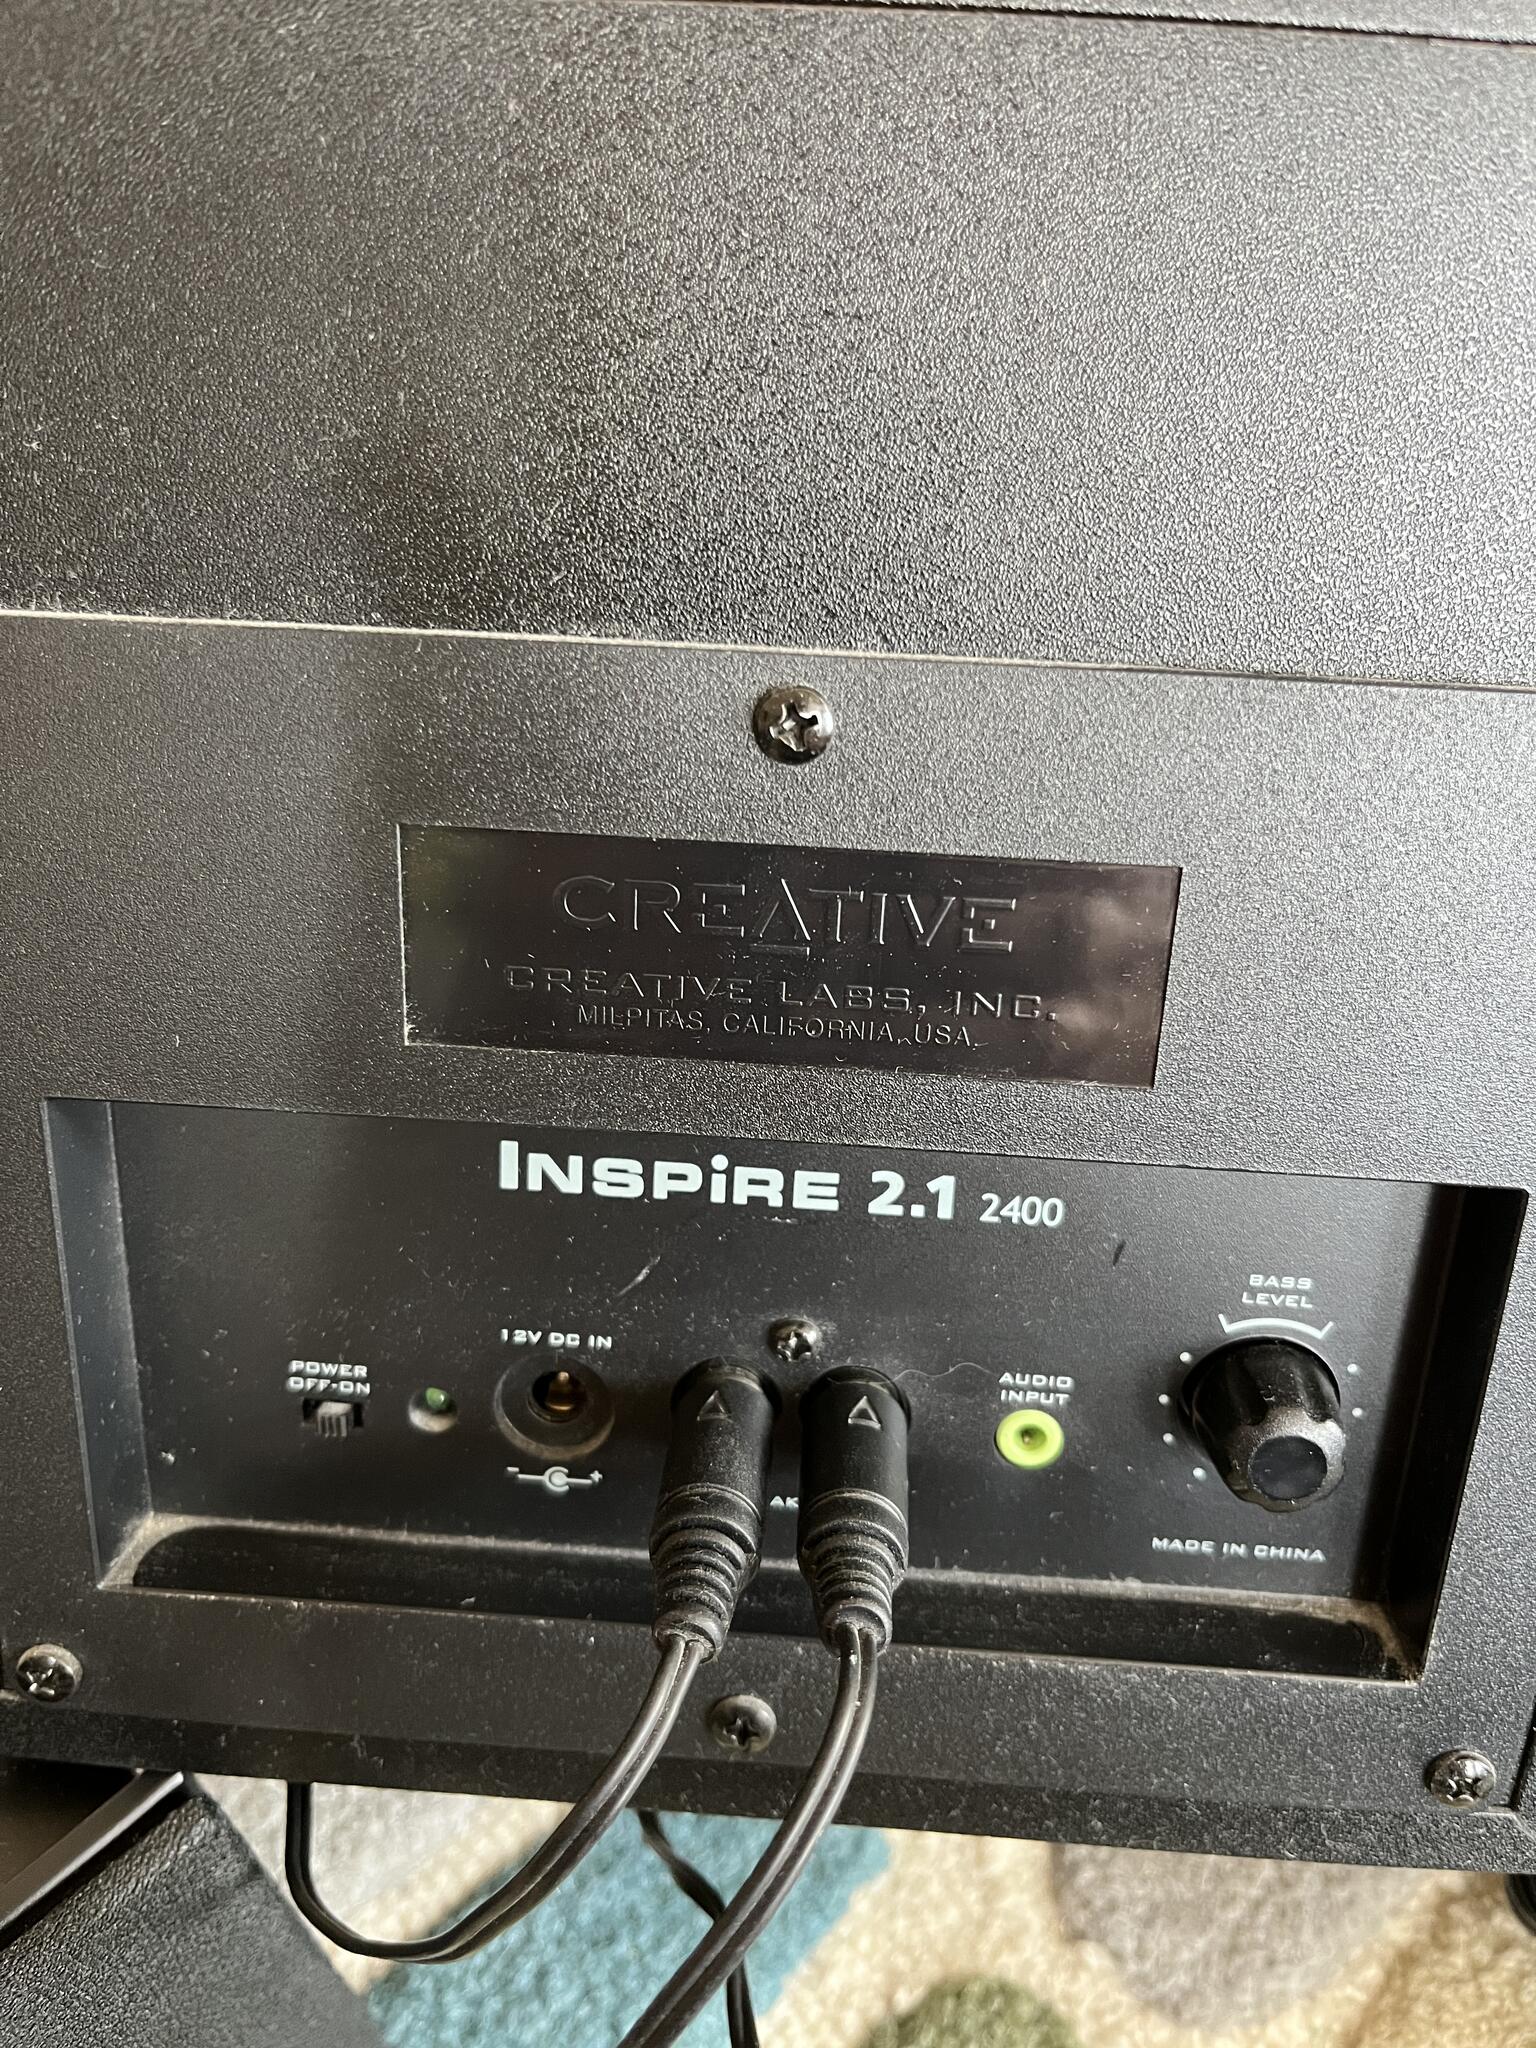 CREATIVE
CREATIVE LABS, INC.
MILPITAS, CALIFORNIA, USA
INSPiRE 2.1 2400
POWER
OFF-ON
12V DC IN
- +
AUDIO
INPUT
BASS
LEVEL
MADE IN CHINA